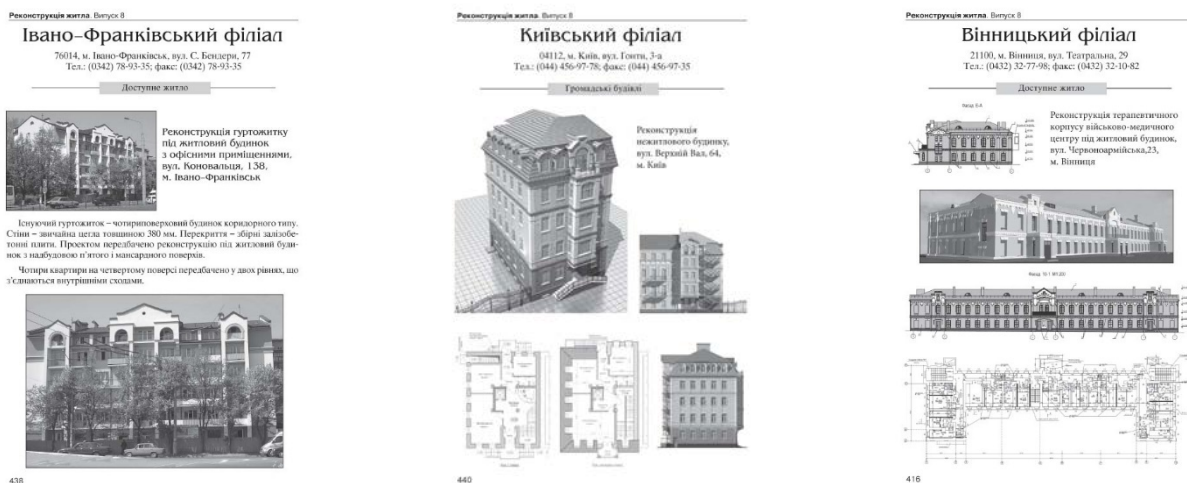 Реконструкція житла. Випуск 8
Івано-Франківський філіал
76014, м. Івано-Франківськ, вул. С. Бендери, 77
Тел.: (0342) 78-93-35; факс: (0342) 78-93-35
Доступне житло
Реконструкція гуртожитку
під житловий будинок
з офісними приміщеннями,
вул. Коновальця, 138,
м. Івано-Франківськ
Існуючий гуртожиток – чотириповерховий будинок коридорного типу.
Стіни – звичайна цегла товщиною 380 мм. Перекриття – збірні залізобе-
тонні плити. Проектом передбачено реконструкцію під житловий буди-
нок з надбудовою п'ятого і мансардного поверхів.
Чотири квартири на четвертому поверсі передбачено у двох рівнях, що
з'єднаються внутрішніми сходами.
438
Реконструкція житла. Випуск 8
Київський філіал
04112, м. Київ, вул. Гонти, 3-а
Тел.: (044) 456-97-78; факс: (044) 456-97-35
Громадські будівлі
Реконструкція
нежитлового будинку,
вул. Верхній Вал, 64,
м. Київ
440
Реконструкція житла. Випуск 8
Вінницький філіал
21100, м. Вінниця, вул. Театральна, 29
Тел.: (0432) 32-77-98; факс: (0432) 32-10-82
Доступне житло
Реконструкція терапевтичного
корпусу військово-медичного
центру під житловий будинок,
вул. Червоноармійська,23,
м. Вінниця
416